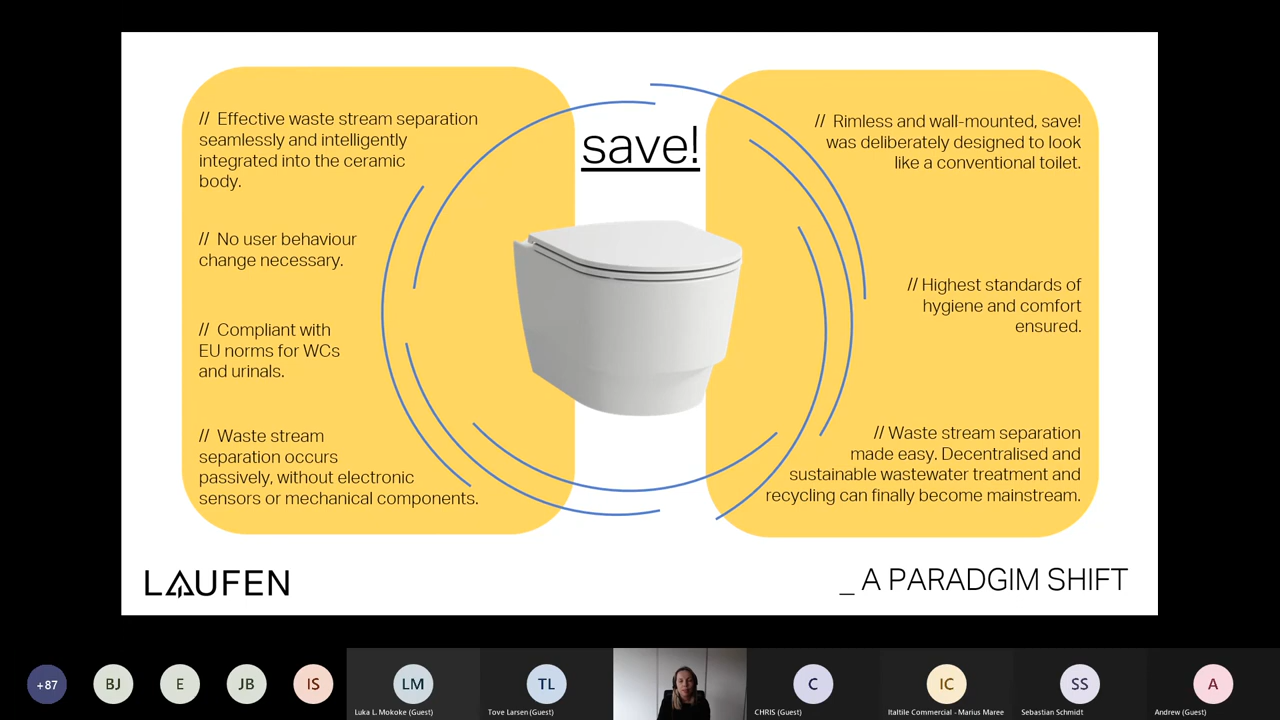 save!
// Effective waste stream separation
seamlessly and intelligently
integrated into the ceramic
body.
// No user behaviour
change necessary.
// Compliant with
EU norms for WCs
and urinals.
// Waste stream
separation occurs
passively, without electronic
sensors or mechanical components.
// Rimless and wall-mounted, save!
was deliberately designed to look
like a conventional toilet.
// Highest standards of
hygiene and comfort
ensured.
// Waste stream separation
made easy. Decentralised and
sustainable wastewater treatment and
recycling can finally become mainstream.
LAUFEN
_ A PARADGIM SHIFT
+87
BJ
E
JB
IS
LM
Luka L. Mokoke (Guest)
TL
Tove Larsen (Guest)
C
CHRIS (Guest)
IC
Italtile Commercial - Marius Maree
SS
Sebastian Schmidt
A
Andrew (Guest)